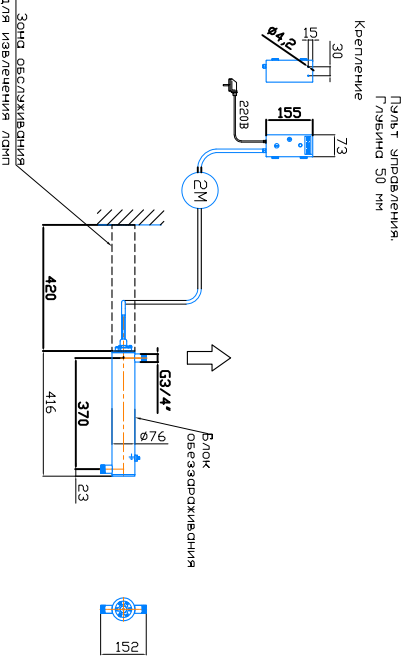 Пульт управления.
Глубина 50 мм
Крепление
30
15
ø4,2
155
73
220В
2М
Зона обслуживания
для извлечения ламп
420
G3/4"
416
370
ø76
23
Блок
обеззараживания
152